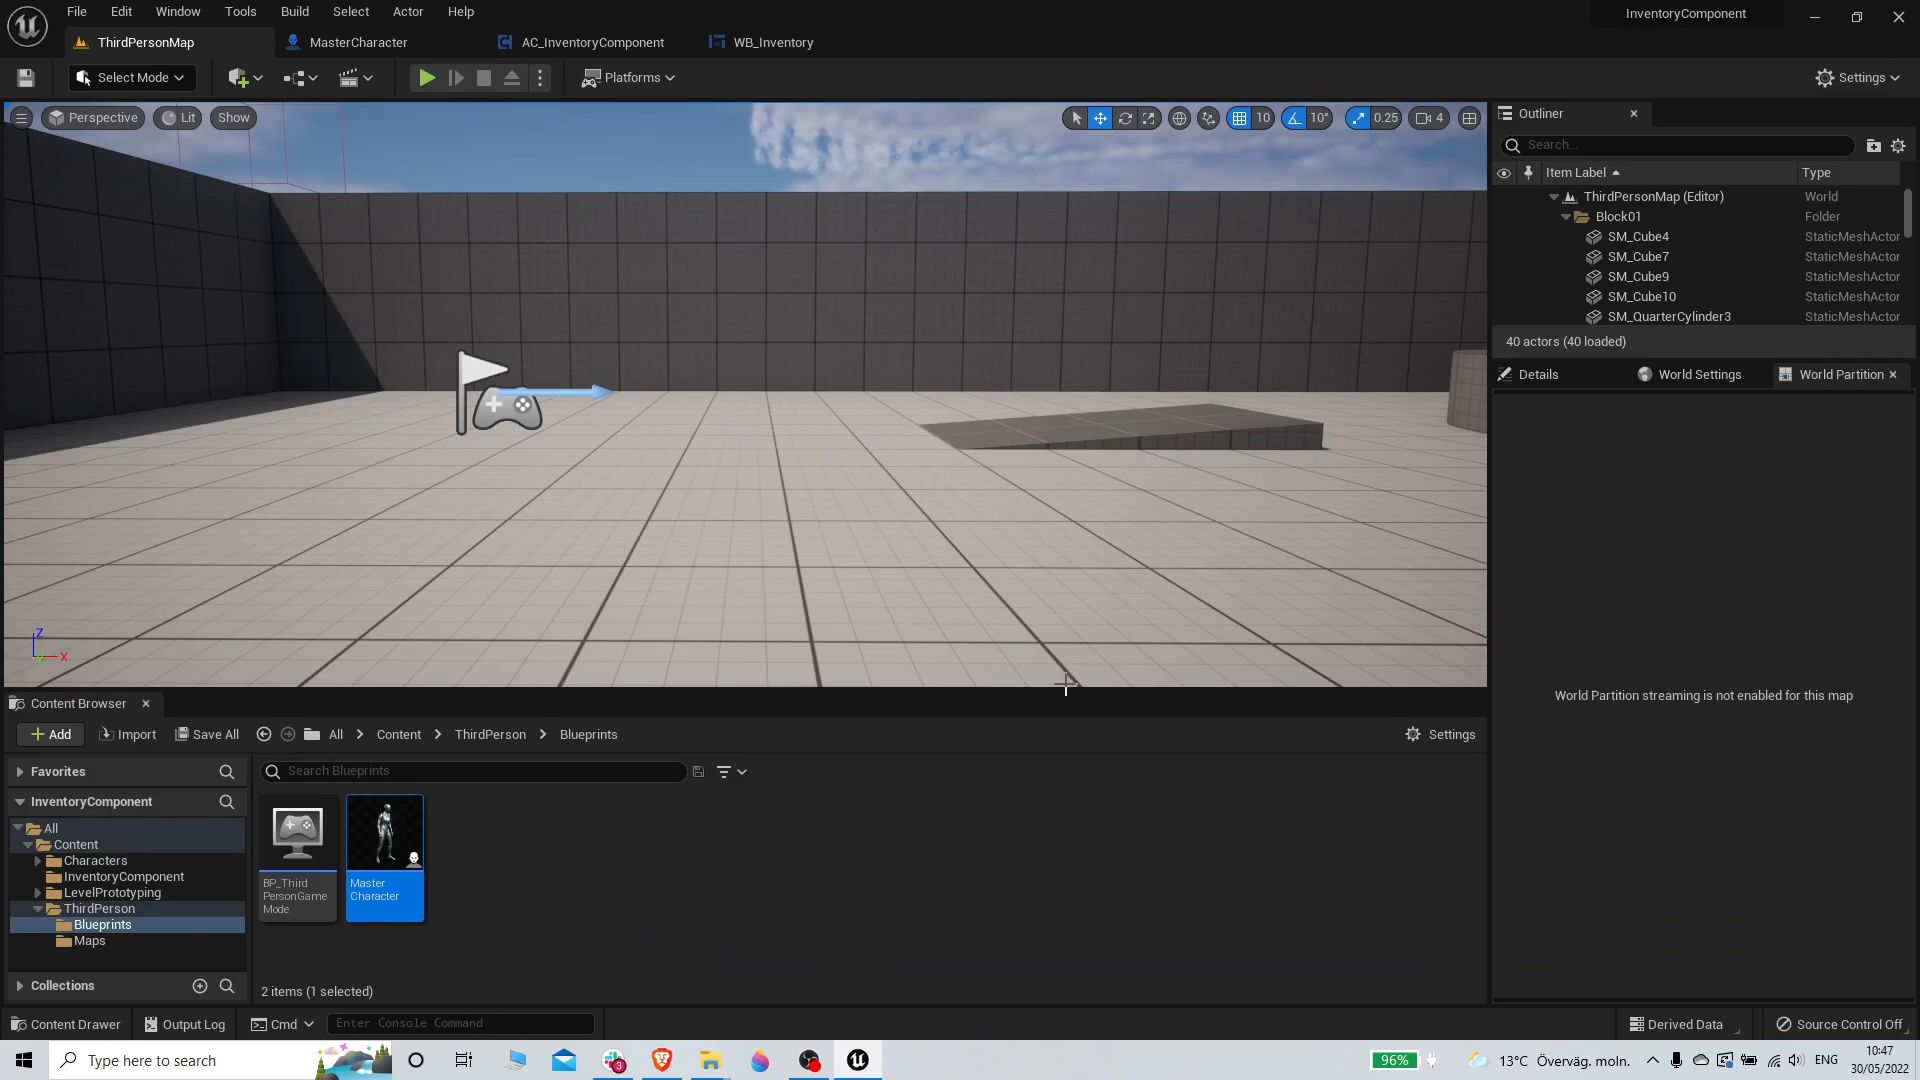 File Edit Window Tools Build Select Actor Help
InventoryComponent
ThirdPersonMap
MasterCharacter
AC_InventoryComponent
WB_Inventory
Select Mode
Platforms
Settings
Perspective
Lit
Show
10
10°
0.25
4
Outliner
Search...
Item Label
Type
ThirdPersonMap (Editor) World
Block01 Folder
SM_Cube4 StaticMeshActor
SM_Cube7 StaticMeshActor
SM_Cube9 StaticMeshActor
SM_Cube10 StaticMeshActor
SM_QuarterCylinder3 StaticMeshActor
40 actors (40 loaded)
Details
World Settings
World Partition
World Partition streaming is not enabled for this map
Z
X
Content Browser
Add
Import
Save All
All
Content
ThirdPerson
Blueprints
Settings
Favorites
InventoryComponent
All
Content
Characters
InventoryComponent
LevelPrototyping
ThirdPerson
Blueprints
Maps
Collections
Search Blueprints
BP_Third
PersonGame
Mode
Master
Character
2 items (1 selected)
Content Drawer
Output Log
Cmd
Enter Console Command
Derived Data
Source Control Off
Type here to search
3
96%
13°C Överväg. moln.
ENG
10:47
30/05/2022